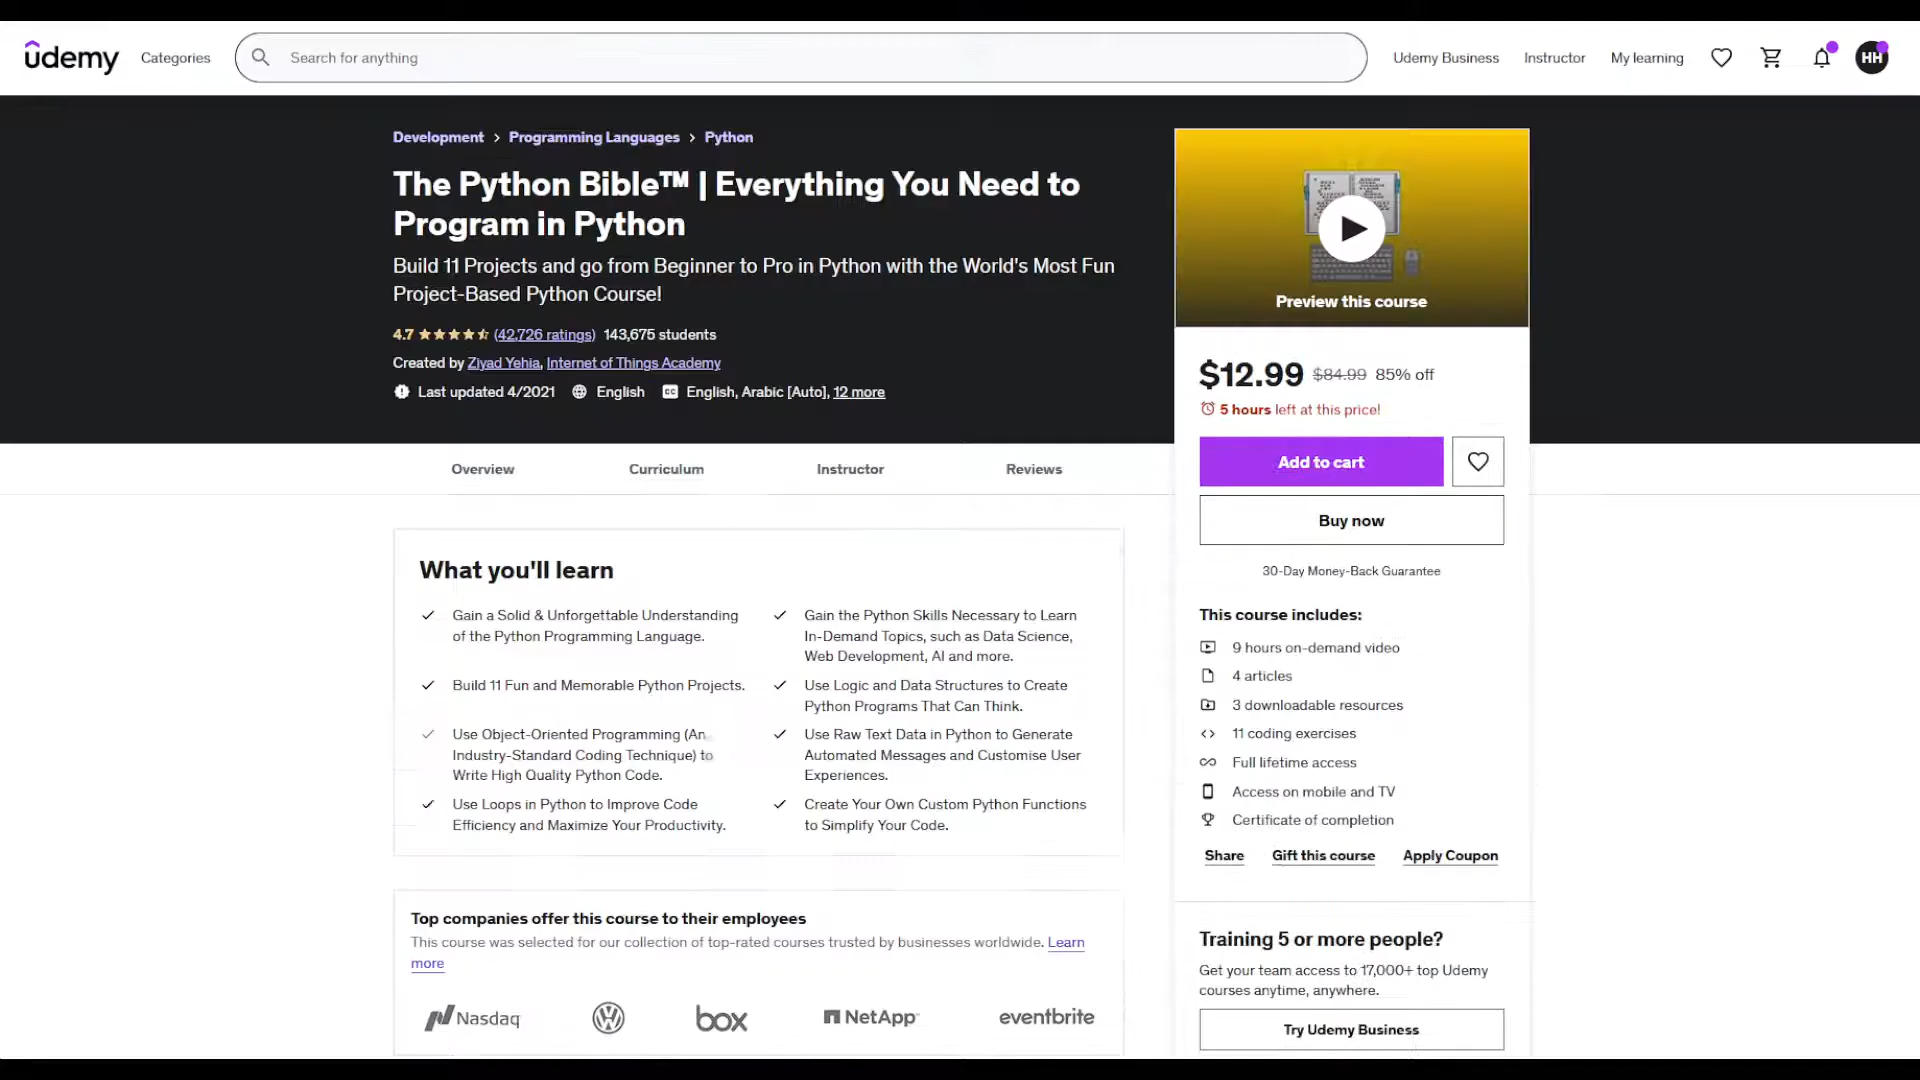 udemy Categories Search for anything Udemy Business Instructor My learning HH
Development > Programming Languages > Python
The Python Bible™ | Everything You Need to
Program in Python
Build 11 Projects and go from Beginner to Pro in Python with the World's Most Fun
Project-Based Python Course!
4.7 (42,726 ratings) 143,675 students
Created by Ziyad Yehia, Internet of Things Academy
Last updated 4/2021 English CC English, Arabic [Auto], 12 more
Preview this course
$12.99 $84.99 85% off
5 hours left at this price!
Add to cart
Buy now
30-Day Money-Back Guarantee
This course includes:
9 hours on-demand video
4 articles
3 downloadable resources
11 coding exercises
Full lifetime access
Access on mobile and TV
Certificate of completion
Share Gift this course Apply Coupon
Training 5 or more people?
Get your team access to 17,000+ top Udemy
courses anytime, anywhere.
Try Udemy Business
Overview Curriculum Instructor Reviews
What you'll learn
Gain a Solid & Unforgettable Understanding
of the Python Programming Language.
Gain the Python Skills Necessary to Learn
In-Demand Topics, such as Data Science,
Web Development, AI and more.
Build 11 Fun and Memorable Python Projects.
Use Logic and Data Structures to Create
Python Programs That Can Think.
Use Object-Oriented Programming (An
Industry-Standard Coding Technique) to
Write High Quality Python Code.
Use Raw Text Data in Python to Generate
Automated Messages and Customise User
Experiences.
Use Loops in Python to Improve Code
Efficiency and Maximize Your Productivity.
Create Your Own Custom Python Functions
to Simplify Your Code.
Top companies offer this course to their employees
This course was selected for our collection of top-rated courses trusted by businesses worldwide. Learn
more
Nasdaq box NetApp eventbrite